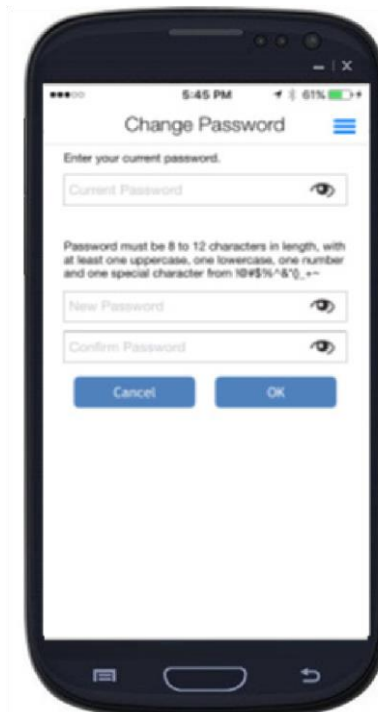 5:45 PM 61%
Change Password
Enter your current password.
Current Password
Password must be 8 to 12 characters in length, with
at least one uppercase, one lowercase, one number
and one special character from !@#$%^&*()_+~
New Password
Confirm Password
Cancel OK